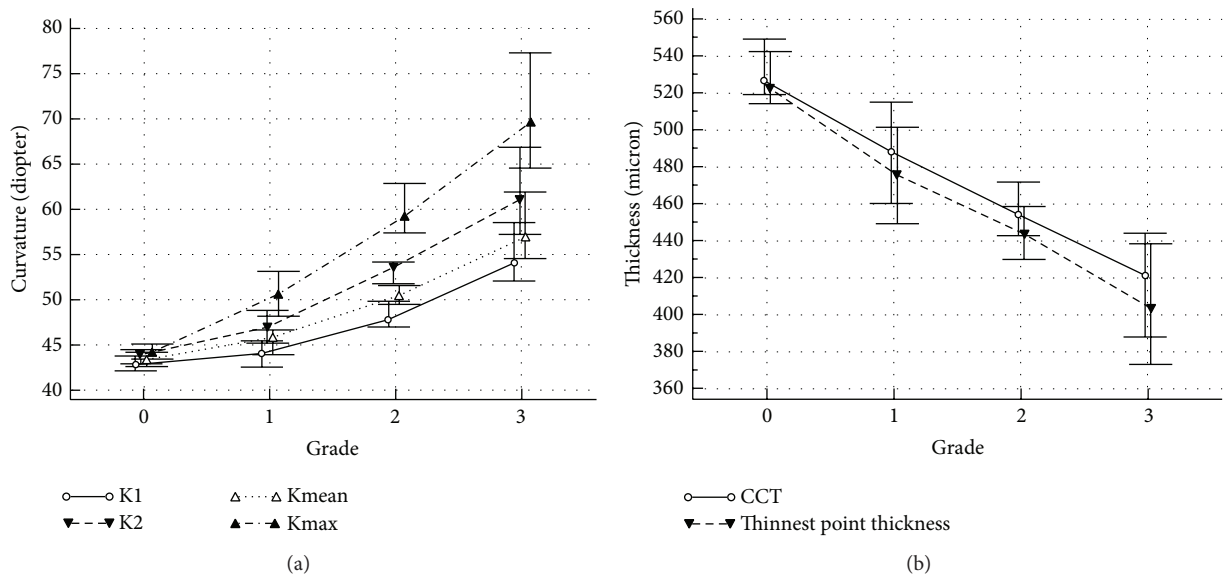 80
75
70
65
60
55
50
45
40
Curvature (diopter)
0 1 2 3
Grade
K1
K2
Kmean
Kmax
(a)
560
540
520
500
480
460
440
420
400
380
360
Thickness (micron)
0 1 2 3
Grade
CCT
Thinnest point thickness
(b)